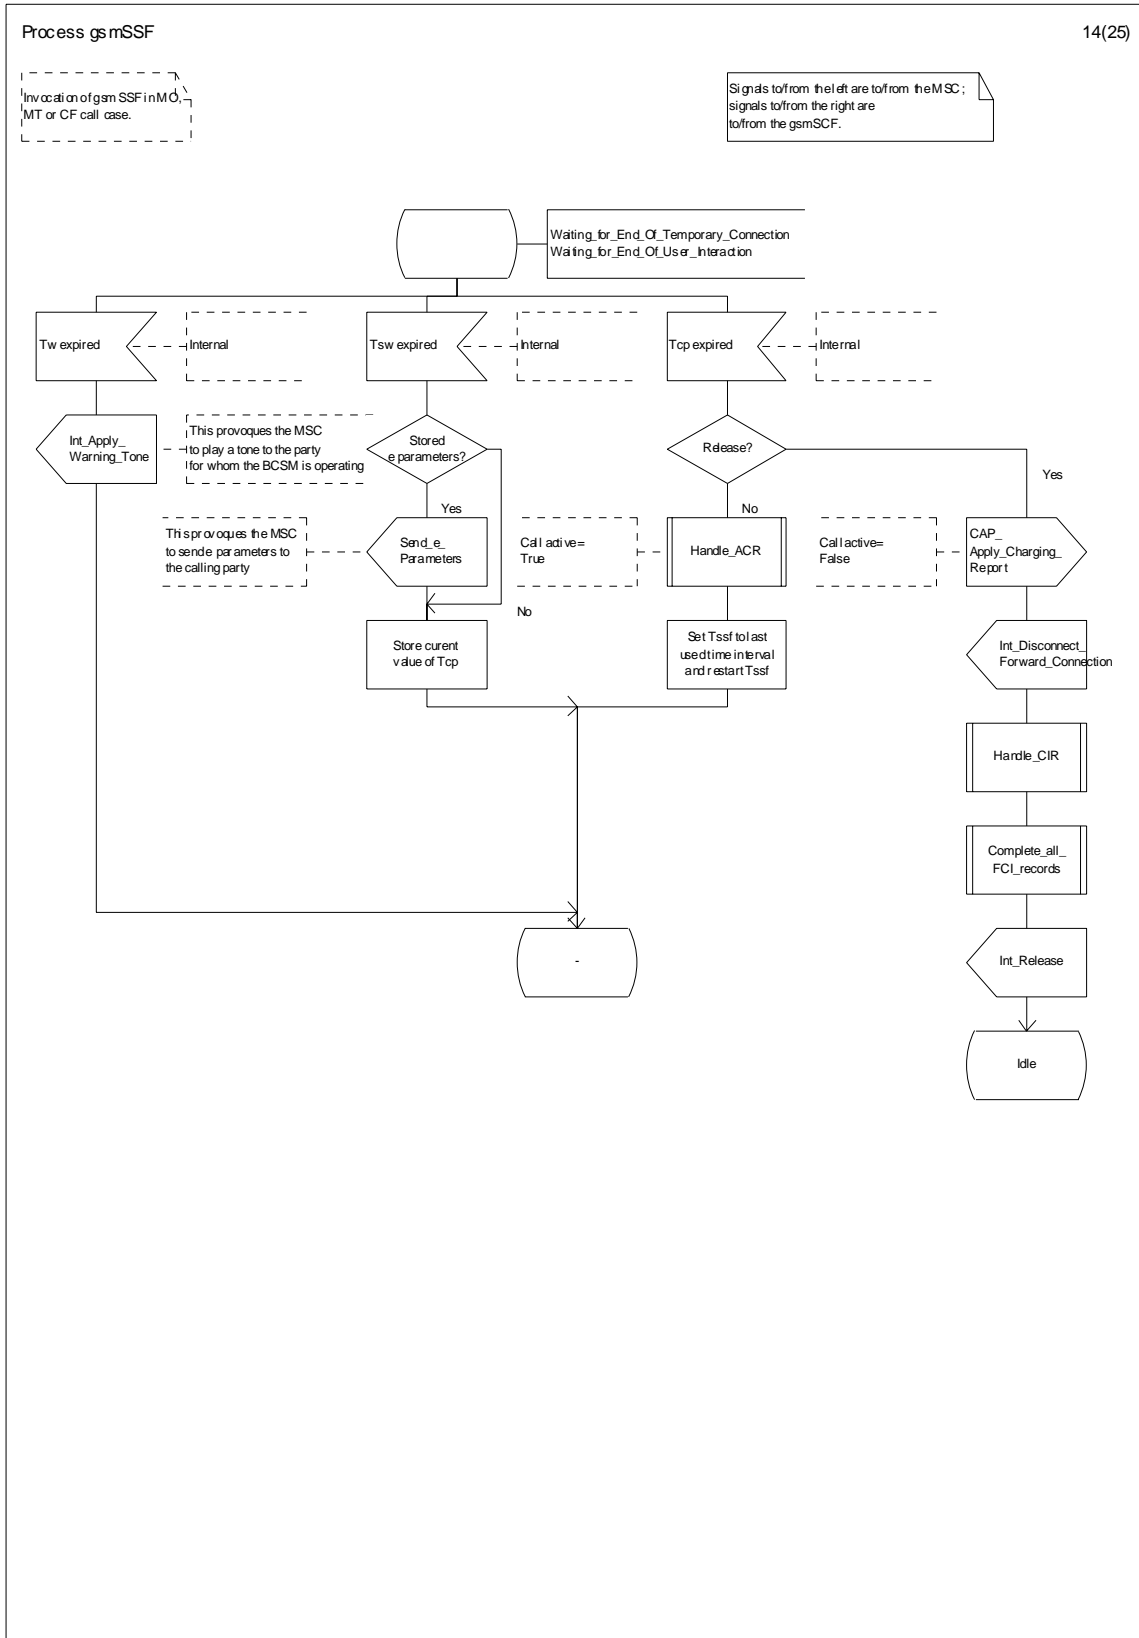 Process gsmSSF
14(25)
Invocation of gsmSSF in MO,
MT or CF call case.
Signals to/from the left are to/from the MSC;
signals to/from the right are
to/from the gsmSCF.
Waiting_for_End_Of_Temporary_Connection
Waiting_for_End_Of_User_Interaction
Tw expired
Internal
Tsw expired
Internal
Tcp expired
Internal
Int_Apply_
Warning_Tone
This provoques the MSC
to play a tone to the party
for whom the BCSM is operating
Stored
e parameters?
Release?
Yes
Yes
No
This provoques the MSC
to send e parameters to
the calling party
Send_e_
Parameters
Call active=
True
Handle_ACR
Call active=
False
CAP_
Apply_Charging_
Report
No
Store curent
value of Tcp
Set Tssf to last
used time interval
and restart Tssf
Int_Disconnect_
Forward_Connection
Handle_CIR
Complete_all_
FCI_records
-
Int_Release
Idle